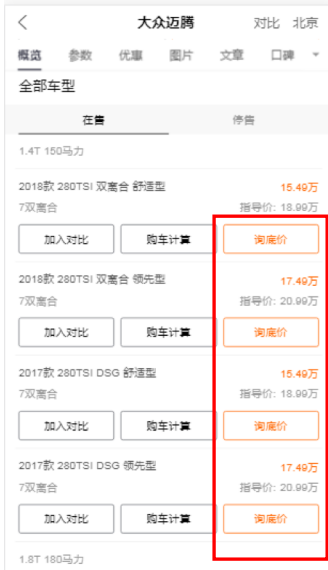 大众迈腾 对比 北京
概览 参数 优惠 图片 文章 口碑
全部车型
在售 停售
1.4T 150马力
2018款 280TSI 双离合 舒适型 15.49万
7双离合 指导价: 18.99万
加入对比 购车计算 询底价
2018款 280TSI 双离合 领先型 17.49万
7双离合 指导价: 20.99万
加入对比 购车计算 询底价
2017款 280TSI DSG 舒适型 15.49万
7双离合 指导价: 18.99万
加入对比 购车计算 询底价
2017款 280TSI DSG 领先型 17.49万
7双离合 指导价: 20.99万
加入对比 购车计算 询底价
1.8T 180马力